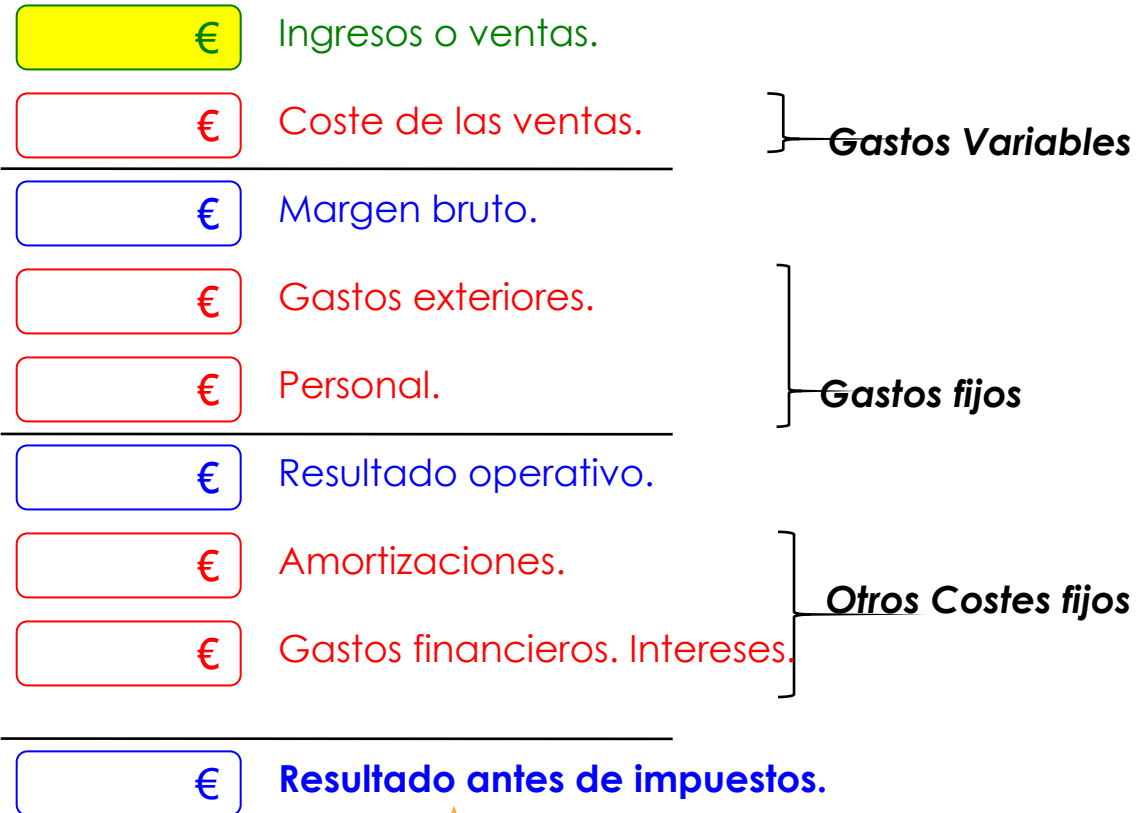 € Ingresos o ventas.
€ Coste de las ventas.
Gastos Variables
€ Margen bruto.
€ Gastos exteriores.
€ Personal.
Gastos fijos
€ Resultado operativo.
€ Amortizaciones.
Otros Costes fijos
€ Gastos financieros. Intereses.
€ Resultado antes de impuestos.